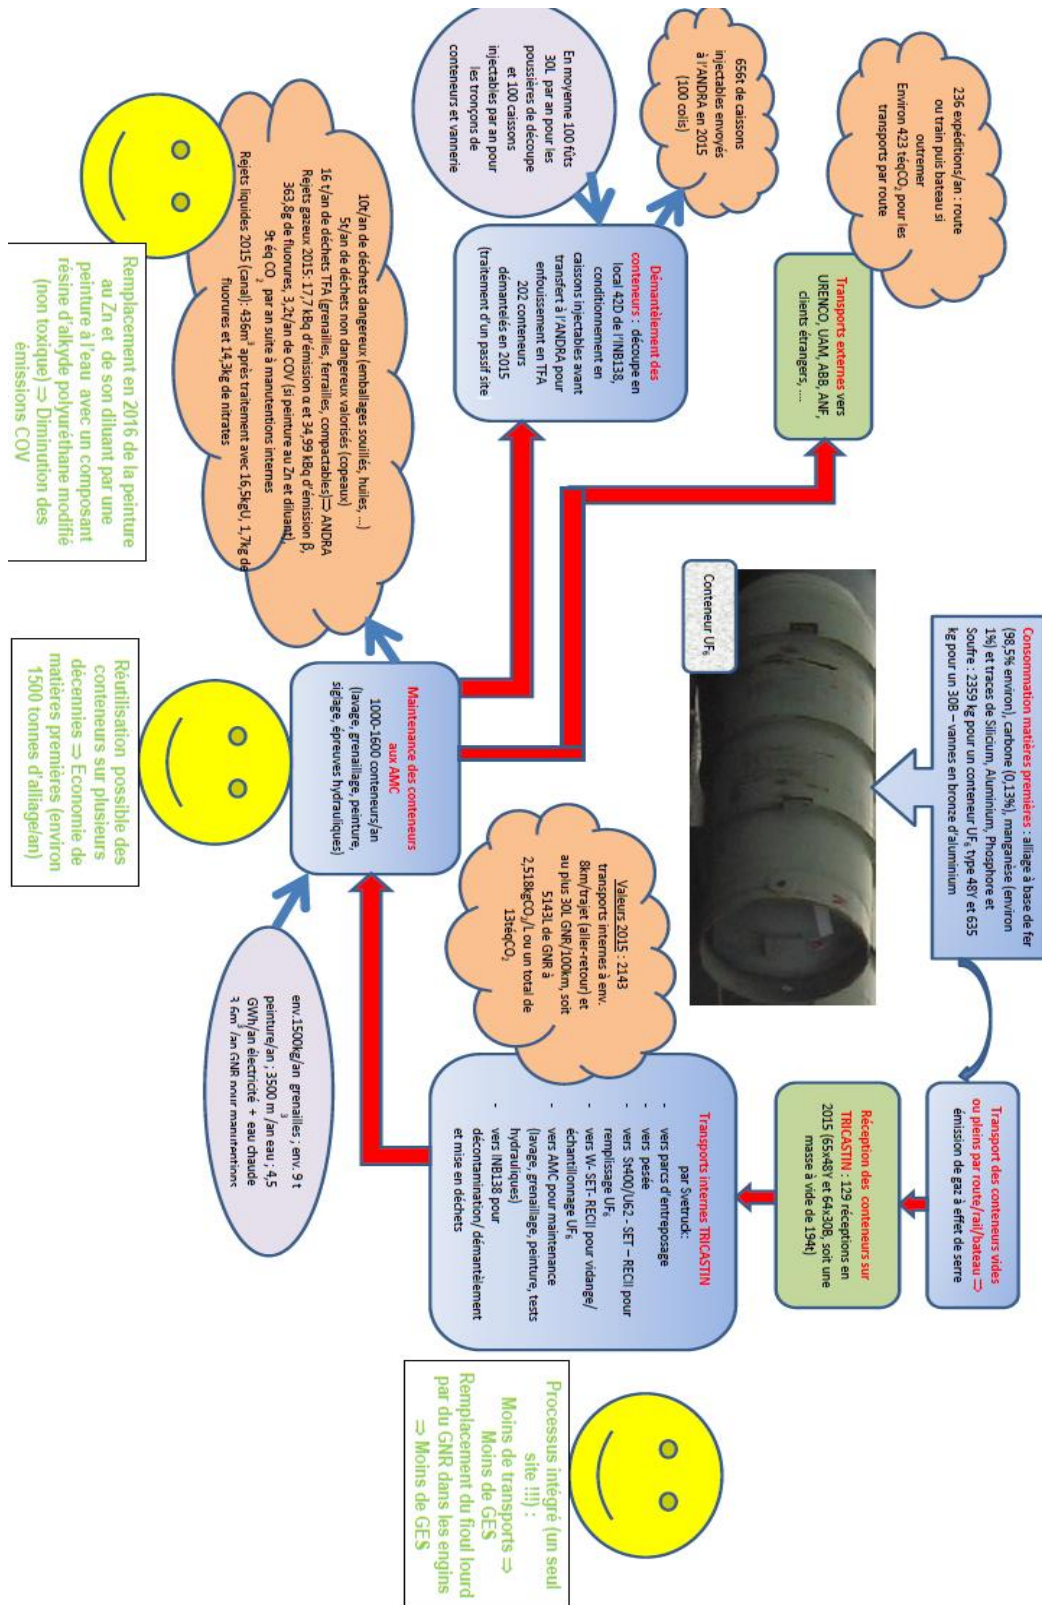 Consommation matières premières : alliage à base de fer
(98,5% environ), carbone (0,13%), manganèse (environ
1%) et traces de Silicium, Aluminium, Phosphore et
Soufre : 2359 kg pour un conteneur UF₆ type 48Y et 635
kg pour un 30B – vannes en bronze d'aluminium
Transport des conteneurs vides
ou pleins par route/rail/bateau ⇒
émission de gaz à effet de serre
Réception des conteneurs sur
TRICASTIN : 129 réceptions en
2015 (65x48Y et 64x30B, soit une
masse à vide de 194t)
Conteneur UF₆
Transports internes TRICASTIN
par Svetruck:
- vers parcs d'entreposage
- vers pesée
- vers St400/U62 - SET – RECII pour
remplissage UF₆
- vers W- SET- RECII pour vidange/
échantillonnage UF₆
- vers AMC pour maintenance
(lavage, grenaillage, peinture, tests
hydrauliques)
- vers INB138 pour
décontamination/ démantèlement
et mise en déchets
Valeurs 2015 : 2143
transports internes à env.
8km/trajet (aller-retour) et
au plus 30L GNR/100km, soit
5143L de GNR à
2,518kgCO₂/L ou un total de
13téqCO₂
Processus intégré (un seul
site !!!) :
Moins de transports ⇒
Moins de GES
Remplacement du fioul lourd
par du GNR dans les engins
⇒ Moins de GES
236 expéditions/an : route
ou train puis bateau si
outremer
Environ 423 téqCO₂ pour les
transports par route
Transports externes vers
URENCO, UAM, ABB, ANF,
clients étrangers, ....
656t de caissons
injectables envoyés
à l'ANDRA en 2015
(100 colis)
En moyenne 100 fûts
30L par an pour les
poussières de découpe
et 100 caissons
injectables par an pour
les tronçons de
conteneurs et vannerie
Démantèlement des
conteneurs : découpe en
local 42D de l'INB138,
conditionnement en
caissons injectables avant
transfert à l'ANDRA pour
enfouissement en TFA
202 conteneurs
démantelés en 2015
(traitement d'un passif site)
Maintenance des conteneurs
aux AMC
1000-1600 conteneurs/an
(lavage, grenaillage, peinture,
siglage, épreuves hydrauliques)
env.1500kg/an grenailles ; env. 9 t
peinture/an ; 3500 m³/an eau ; 4,5
GWh/an électricité + eau chaude
3,6m³/an GNR pour manutentions
10t/an de déchets dangereux (emballages souillés, huiles, ...)
5t/an de déchets non dangereux valorisés (copeaux)
16 t/an de déchets TFA (grenailles, ferrailles, compactables)⇒ ANDRA
Rejets gazeux 2015: 17,7 kBq d'émission α et 34,99 kBq d'émission β,
363,8g de fluorures, 3,2t/an de COV (si peinture au Zn et diluant),
9t éq CO₂ par an suite à manutentions internes
Rejets liquides 2015 (canal): 436m³ après traitement avec 16,5kgU, 1,7kg de
fluorures et 14,3kg de nitrates
Remplacement en 2016 de la peinture
au Zn et de son diluant par une
peinture à l'eau avec un composant
résine d'alkyde polyuréthane modifié
(non toxique) ⇒ Diminution des
émissions COV
Réutilisation possible des
conteneurs sur plusieurs
décennies ⇒ Economie de
matières premières (environ
1500 tonnes d'alliage/an)